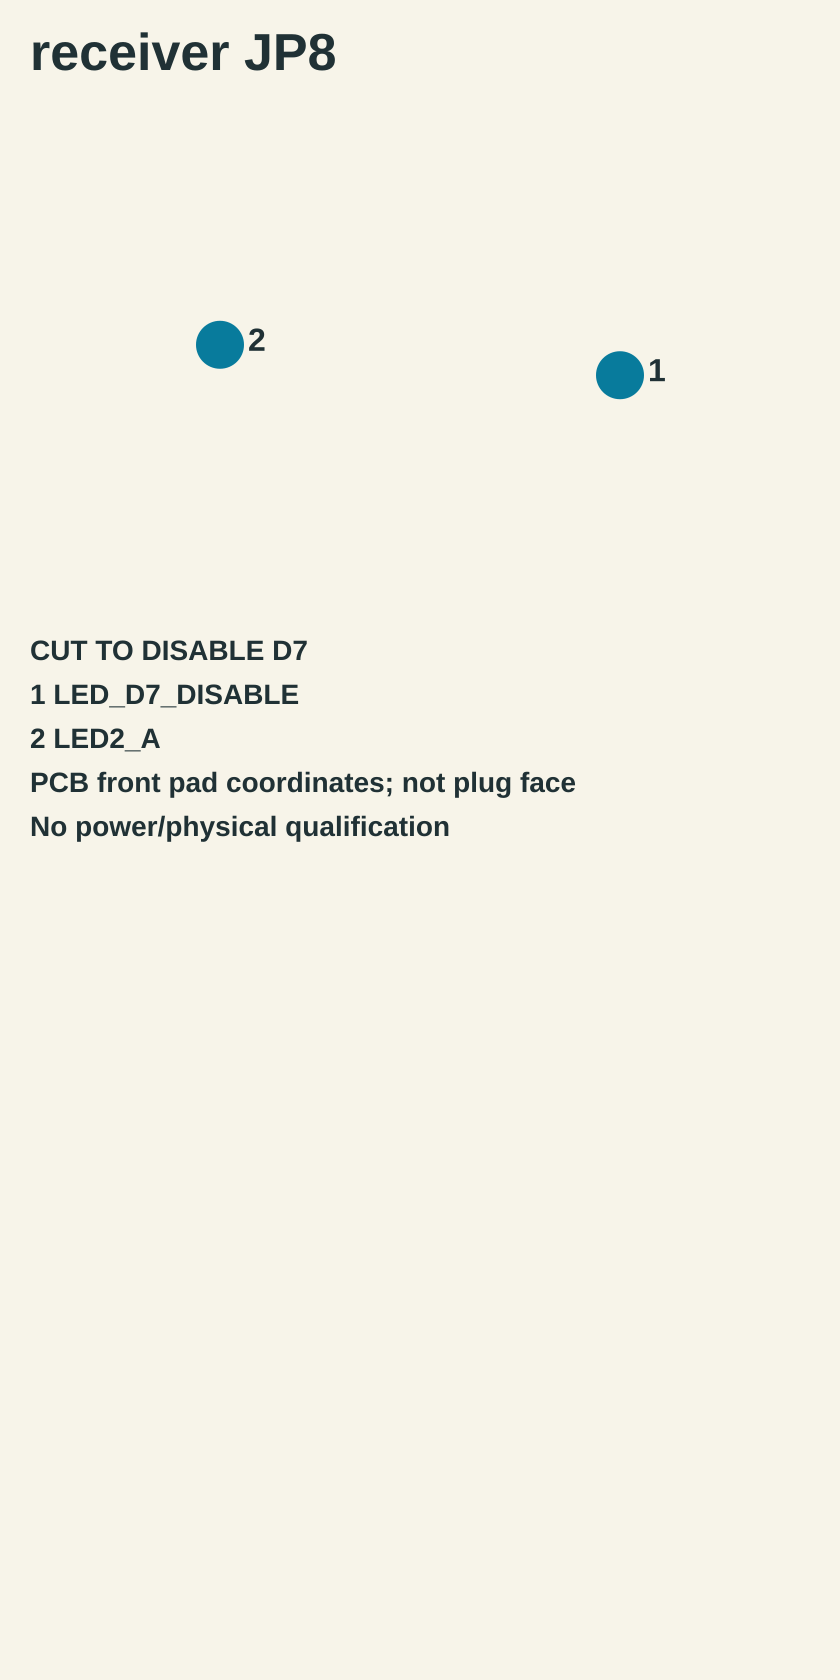 receiver JP8
2
1
CUT TO DISABLE D7
1 LED_D7_DISABLE
2 LED2_A
PCB front pad coordinates; not plug face
No power/physical qualification